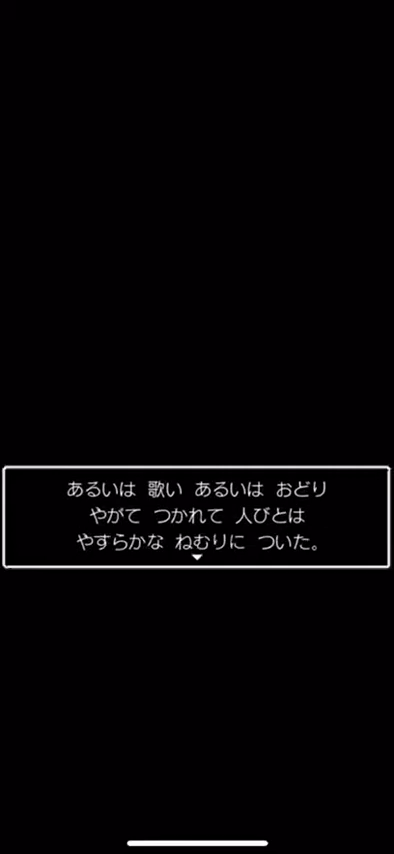 あるいは 歌い あるいは おどり
やがて つかれて 人びとは
やすらかな ねむりに ついた。